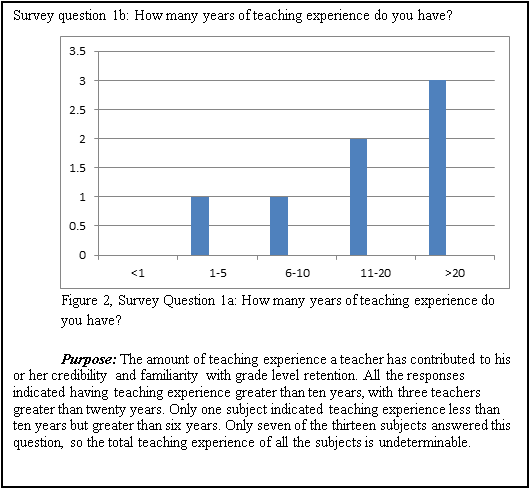 Survey question 1b: How many years of teaching experience do you have?
3.5
3
2.5
2
1.5
1
0.5
0
<1 1-5 6-10 11-20 >20
Figure 2, Survey Question 1a: How many years of teaching experience do
you have?
Purpose: The amount of teaching experience a teacher has contributed to his
or her credibility and familiarity with grade level retention. All the responses
indicated having teaching experience greater than ten years, with three teachers
greater than twenty years. Only one subject indicated teaching experience less than
ten years but greater than six years. Only seven of the thirteen subjects answered this
question, so the total teaching experience of all the subjects is undeterminable.